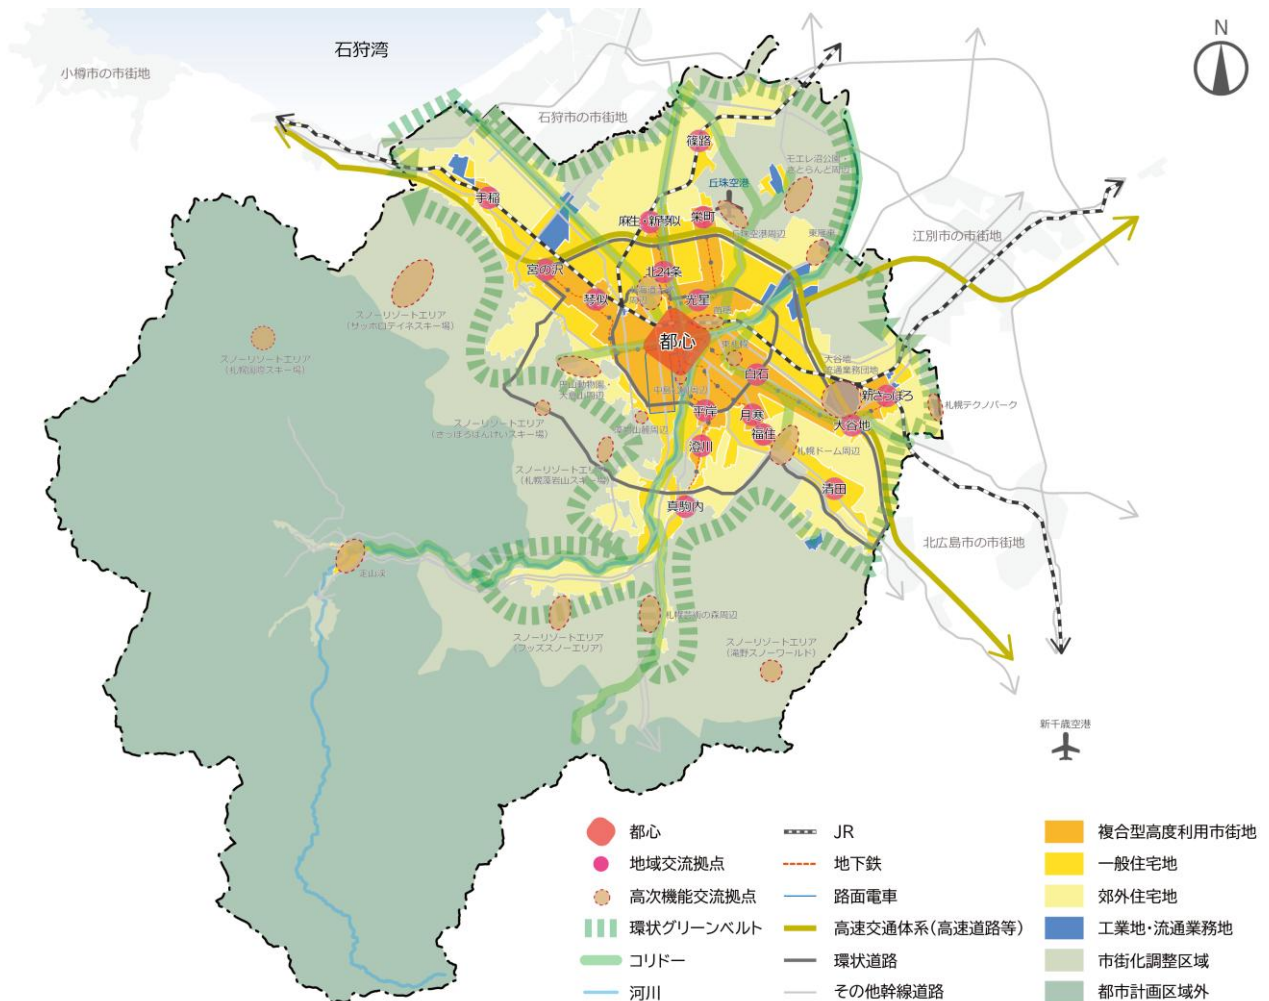 石狩湾
N
小樽市の市街地
石狩市の市街地
篠路
モエレ沼公園・
さとらんど周辺
丘珠空港
手稲
麻生・新琴似
栄町
丘珠空港周辺
東雁来
江別市の市街地
宮の沢
北24条
琴似
光星
苗穂
スノーリゾートエリア
(サッポロテイネスキー場)
都心
スノーリゾートエリア
(札幌国際スキー場)
東札幌
大谷地
流通業務団地
円山動物園・
大倉山周辺
中島公園周辺
白石
新さっぽろ
札幌テクノパーク
スノーリゾートエリア
(さっぽろばんけいスキー場)
平岸
月寒
福住
大谷地
藻岩山麓周辺
澄川
札幌ドーム周辺
スノーリゾートエリア
(札幌藻岩山スキー場)
清田
真駒内
北広島市の市街地
定山渓
札幌芸術の森周辺
スノーリゾートエリア
(フッズスノーエリア)
スノーリゾートエリア
(滝野スノーワールド)
新千歳空港
都心
地域交流拠点
高次機能交流拠点
環状グリーンベルト
コリドー
河川
JR
地下鉄
路面電車
高速交通体系(高速道路等)
環状道路
その他幹線道路
複合型高度利用市街地
一般住宅地
郊外住宅地
工業地・流通業務地
市街化調整区域
都市計画区域外